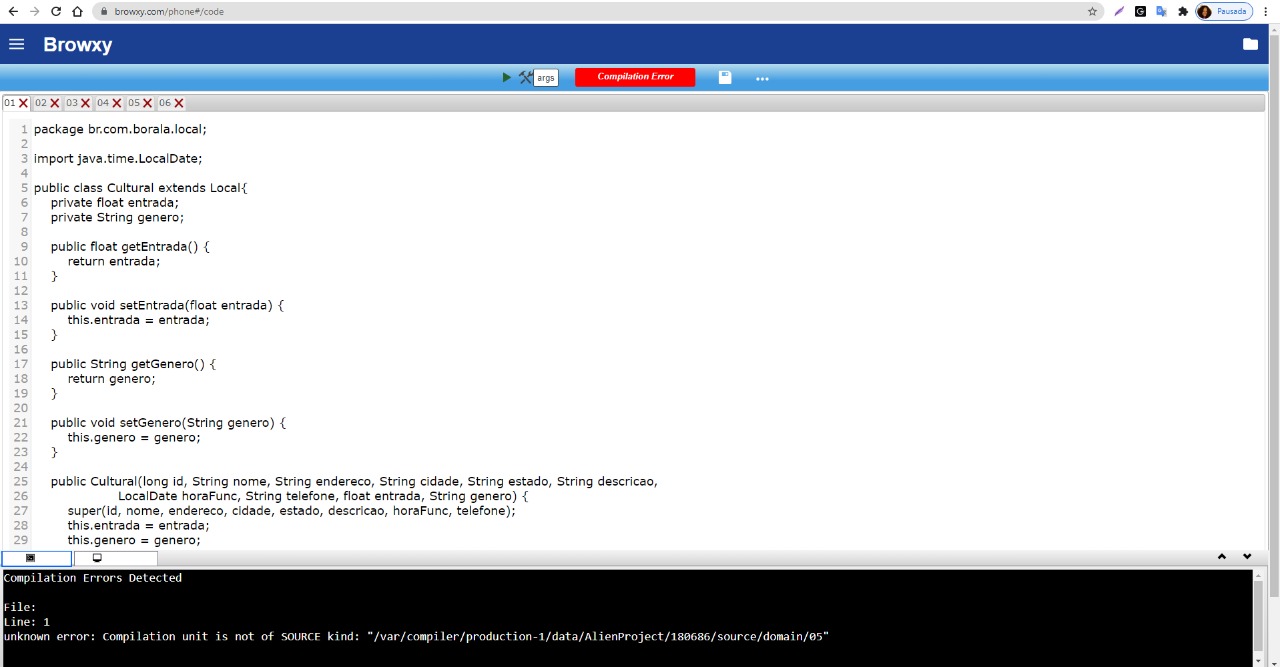 browxy.com/phone#/code
Pausada
Browxy
args
Compilation Error
01 02 03 04 05 06
1 package br.com.borala.local;
2
3 import java.time.LocalDate;
4
5 public class Cultural extends Local{
6 private float entrada;
7 private String genero;
8
9 public float getEntrada() {
10 return entrada;
11 }
12
13 public void setEntrada(float entrada) {
14 this.entrada = entrada;
15 }
16
17 public String getGenero() {
18 return genero;
19 }
20
21 public void setGenero(String genero) {
22 this.genero = genero;
23 }
24
25 public Cultural(long id, String nome, String endereco, String cidade, String estado, String descricao,
26 LocalDate horaFunc, String telefone, float entrada, String genero) {
27 super(id, nome, endereco, cidade, estado, descricao, horaFunc, telefone);
28 this.entrada = entrada;
29 this.genero = genero;
Compilation Errors Detected
File:
Line: 1
unknown error: Compilation unit is not of SOURCE kind: "/var/compiler/production-1/data/AlienProject/180686/source/domain/05"